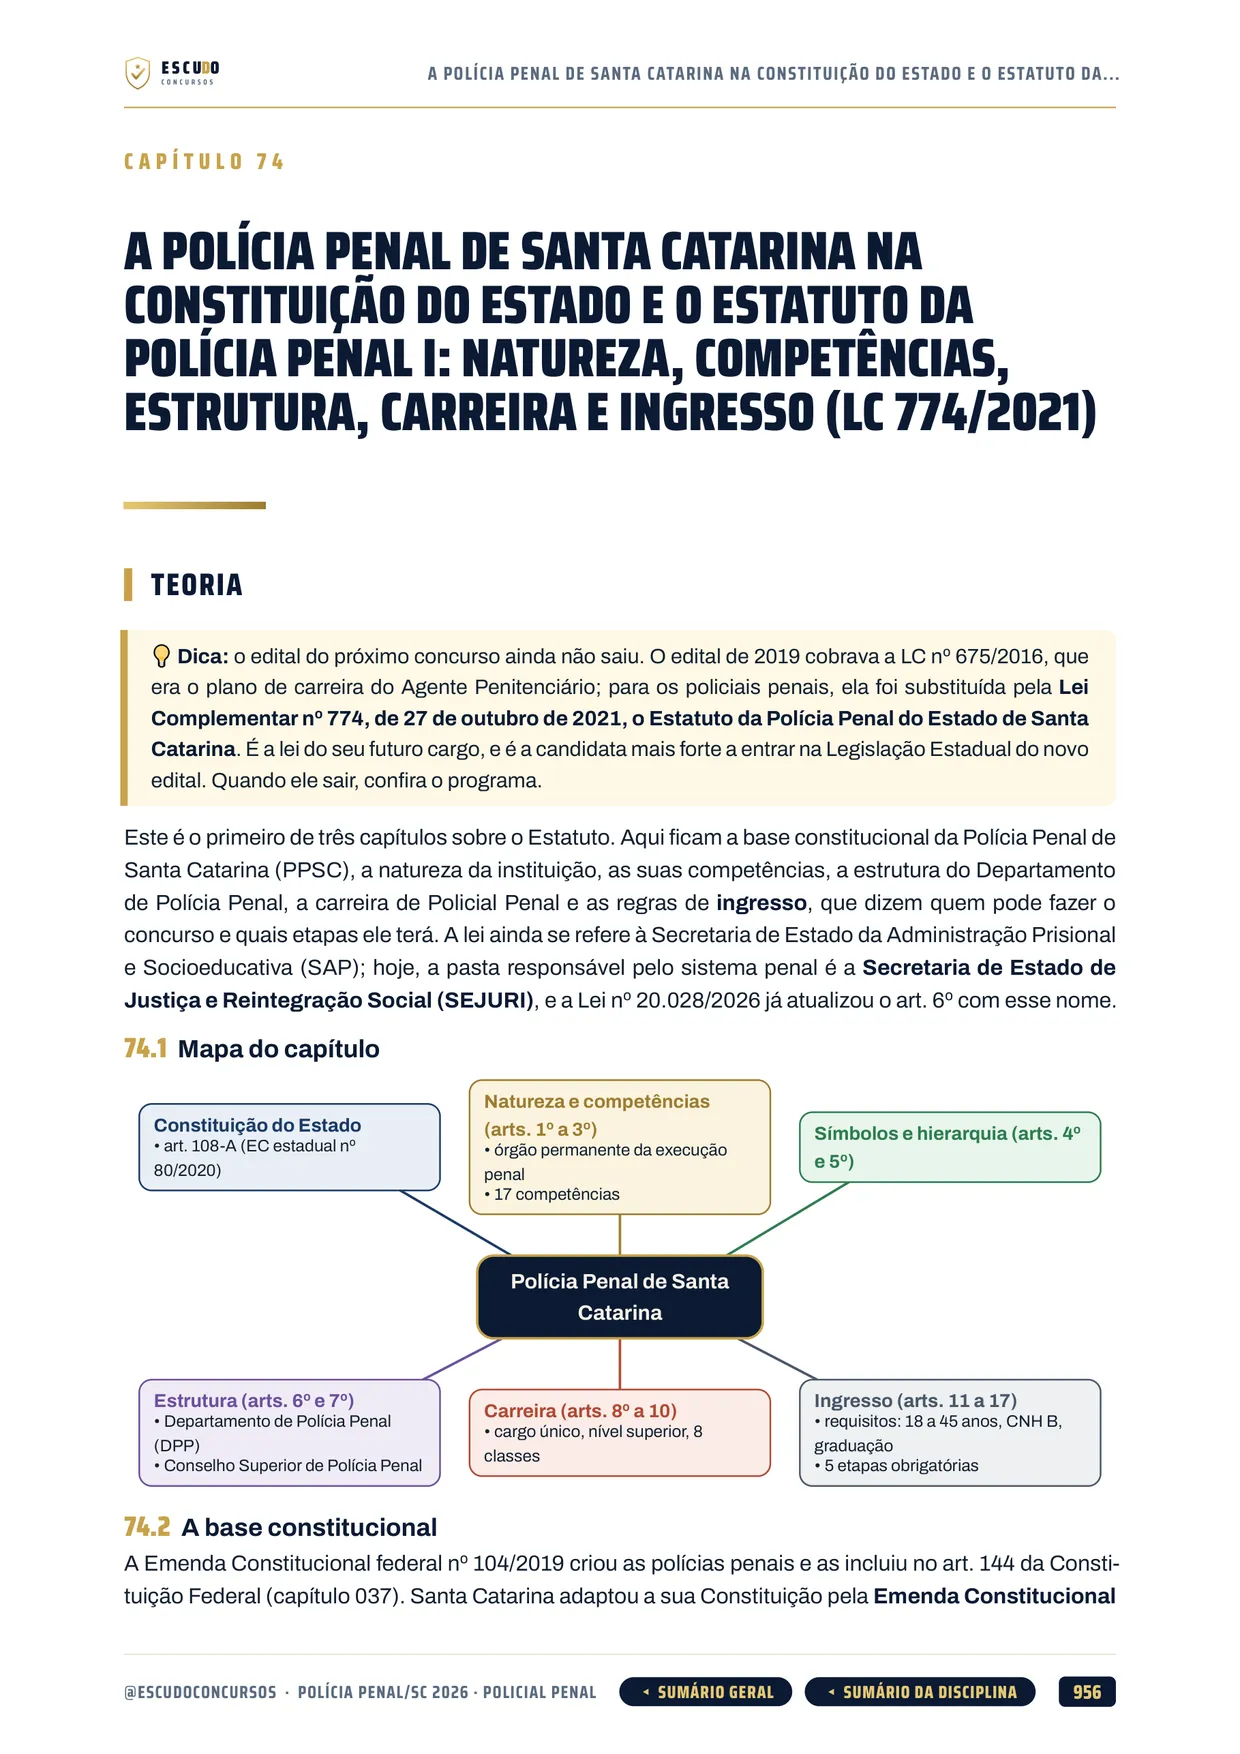 ESCUDO
CONCURSOS
A POLÍCIA PENAL DE SANTA CATARINA NA CONSTITUIÇÃO DO ESTADO E O ESTATUTO DA...
CAPÍTULO 74
A POLÍCIA PENAL DE SANTA CATARINA NA
CONSTITUIÇÃO DO ESTADO E O ESTATUTO DA
POLÍCIA PENAL I: NATUREZA, COMPETÊNCIAS,
ESTRUTURA, CARREIRA E INGRESSO (LC 774/2021)
TEORIA
Dica: o edital do próximo concurso ainda não saiu. O edital de 2019 cobrava a LC nº 675/2016, que
era o plano de carreira do Agente Penitenciário; para os policiais penais, ela foi substituída pela Lei
Complementar nº 774, de 27 de outubro de 2021, o Estatuto da Polícia Penal do Estado de Santa
Catarina. É a lei do seu futuro cargo, e é a candidata mais forte a entrar na Legislação Estadual do novo
edital. Quando ele sair, confira o programa.
Este é o primeiro de três capítulos sobre o Estatuto. Aqui ficam a base constitucional da Polícia Penal de
Santa Catarina (PPSC), a natureza da instituição, as suas competências, a estrutura do Departamento
de Polícia Penal, a carreira de Policial Penal e as regras de ingresso, que dizem quem pode fazer o
concurso e quais etapas ele terá. A lei ainda se refere à Secretaria de Estado da Administração Prisional
e Socioeducativa (SAP); hoje, a pasta responsável pelo sistema penal é a Secretaria de Estado de
Justiça e Reintegração Social (SEJURI), e a Lei nº 20.028/2026 já atualizou o art. 6º com esse nome.
74.1 Mapa do capítulo
Constituição do Estado
• art. 108-A (EC estadual nº
80/2020)
Natureza e competências
(arts. 1º a 3º)
• órgão permanente da execução
penal
• 17 competências
Símbolos e hierarquia (arts. 4º
e 5º)
Polícia Penal de Santa
Catarina
Estrutura (arts. 6º e 7º)
• Departamento de Polícia Penal
(DPP)
• Conselho Superior de Polícia Penal
Carreira (arts. 8º a 10)
• cargo único, nível superior, 8
classes
Ingresso (arts. 11 a 17)
• requisitos: 18 a 45 anos, CNH B,
graduação
• 5 etapas obrigatórias
74.2 A base constitucional
A Emenda Constitucional federal nº 104/2019 criou as polícias penais e as incluiu no art. 144 da Consti-
tuição Federal (capítulo 037). Santa Catarina adaptou a sua Constituição pela Emenda Constitucional
@ESCUDOCONCURSOS · POLÍCIA PENAL/SC 2026 · POLICIAL PENAL
SUMÁRIO GERAL
SUMÁRIO DA DISCIPLINA
956